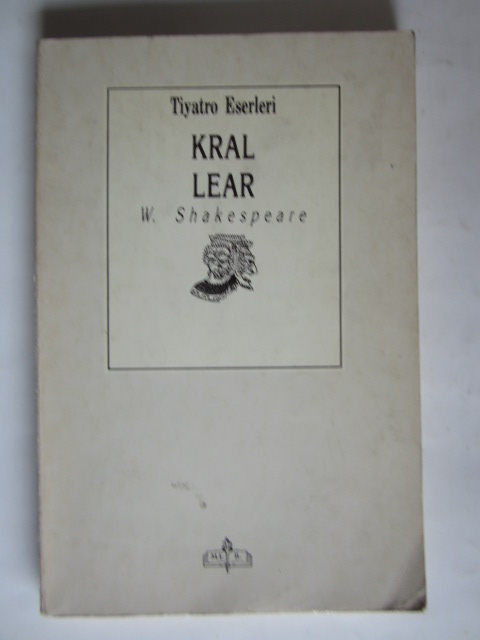 Tiyatro Eserleri
KRAL
LEAR
W. Shakespeare